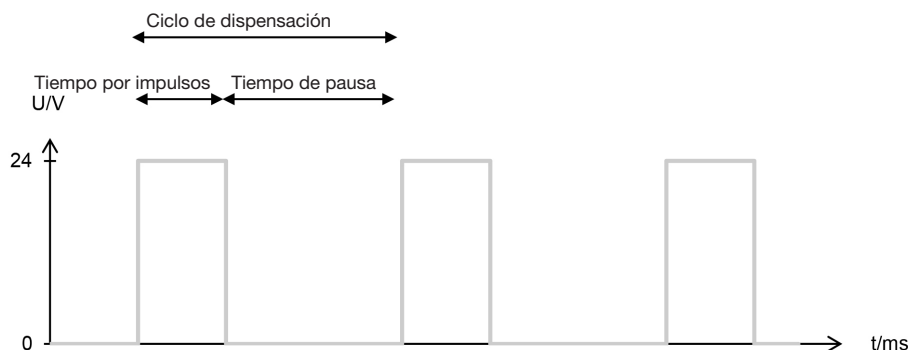 Ciclo de dispensación
Tiempo por impulsos Tiempo de pausa
U/V
24
0
t/ms